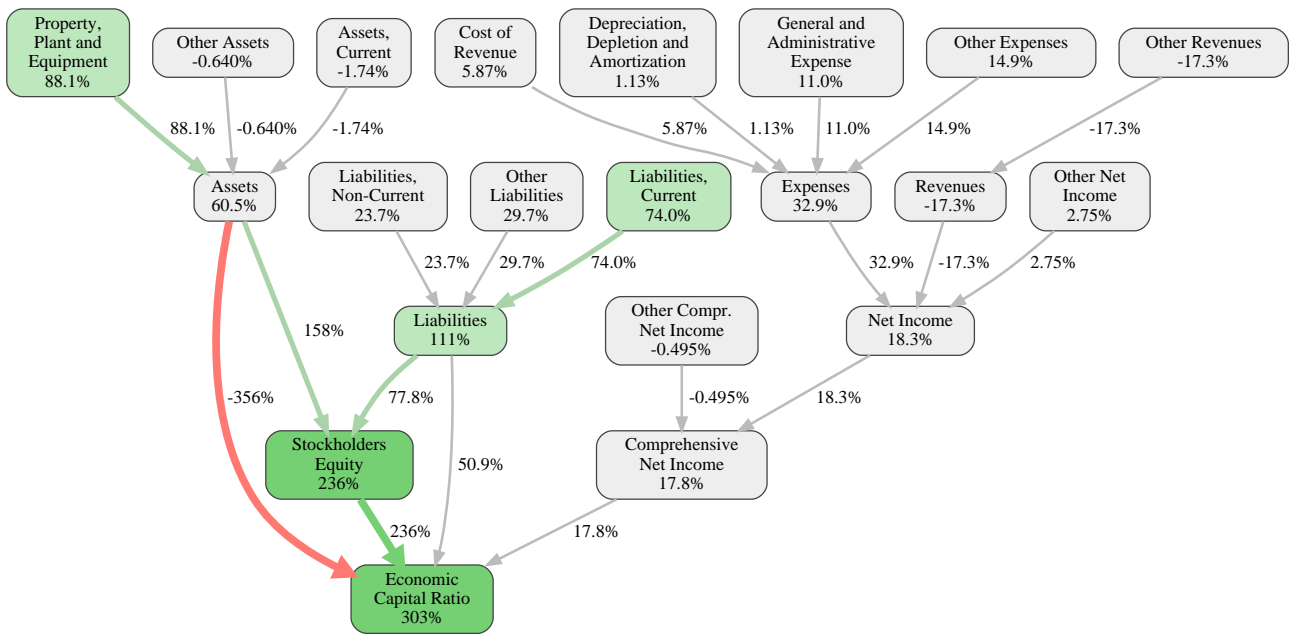 Property,
Plant and
Equipment
88.1%
Other Assets
-0.640%
Assets,
Current
-1.74%
Cost of
Revenue
5.87%
Depreciation,
Depletion and
Amortization
1.13%
General and
Administrative
Expense
11.0%
Other Expenses
14.9%
Other Revenues
-17.3%
88.1%
-0.640%
-1.74%
5.87%
1.13%
11.0%
14.9%
-17.3%
Assets
60.5%
Liabilities,
Non-Current
23.7%
Other
Liabilities
29.7%
Liabilities,
Current
74.0%
Expenses
32.9%
Revenues
-17.3%
Other Net
Income
2.75%
23.7%
29.7%
74.0%
32.9%
-17.3%
2.75%
158%
Liabilities
111%
Other Compr.
Net Income
-0.495%
Net Income
18.3%
-356%
77.8%
-0.495%
18.3%
Stockholders
Equity
236%
50.9%
Comprehensive
Net Income
17.8%
236%
17.8%
Economic
Capital Ratio
303%